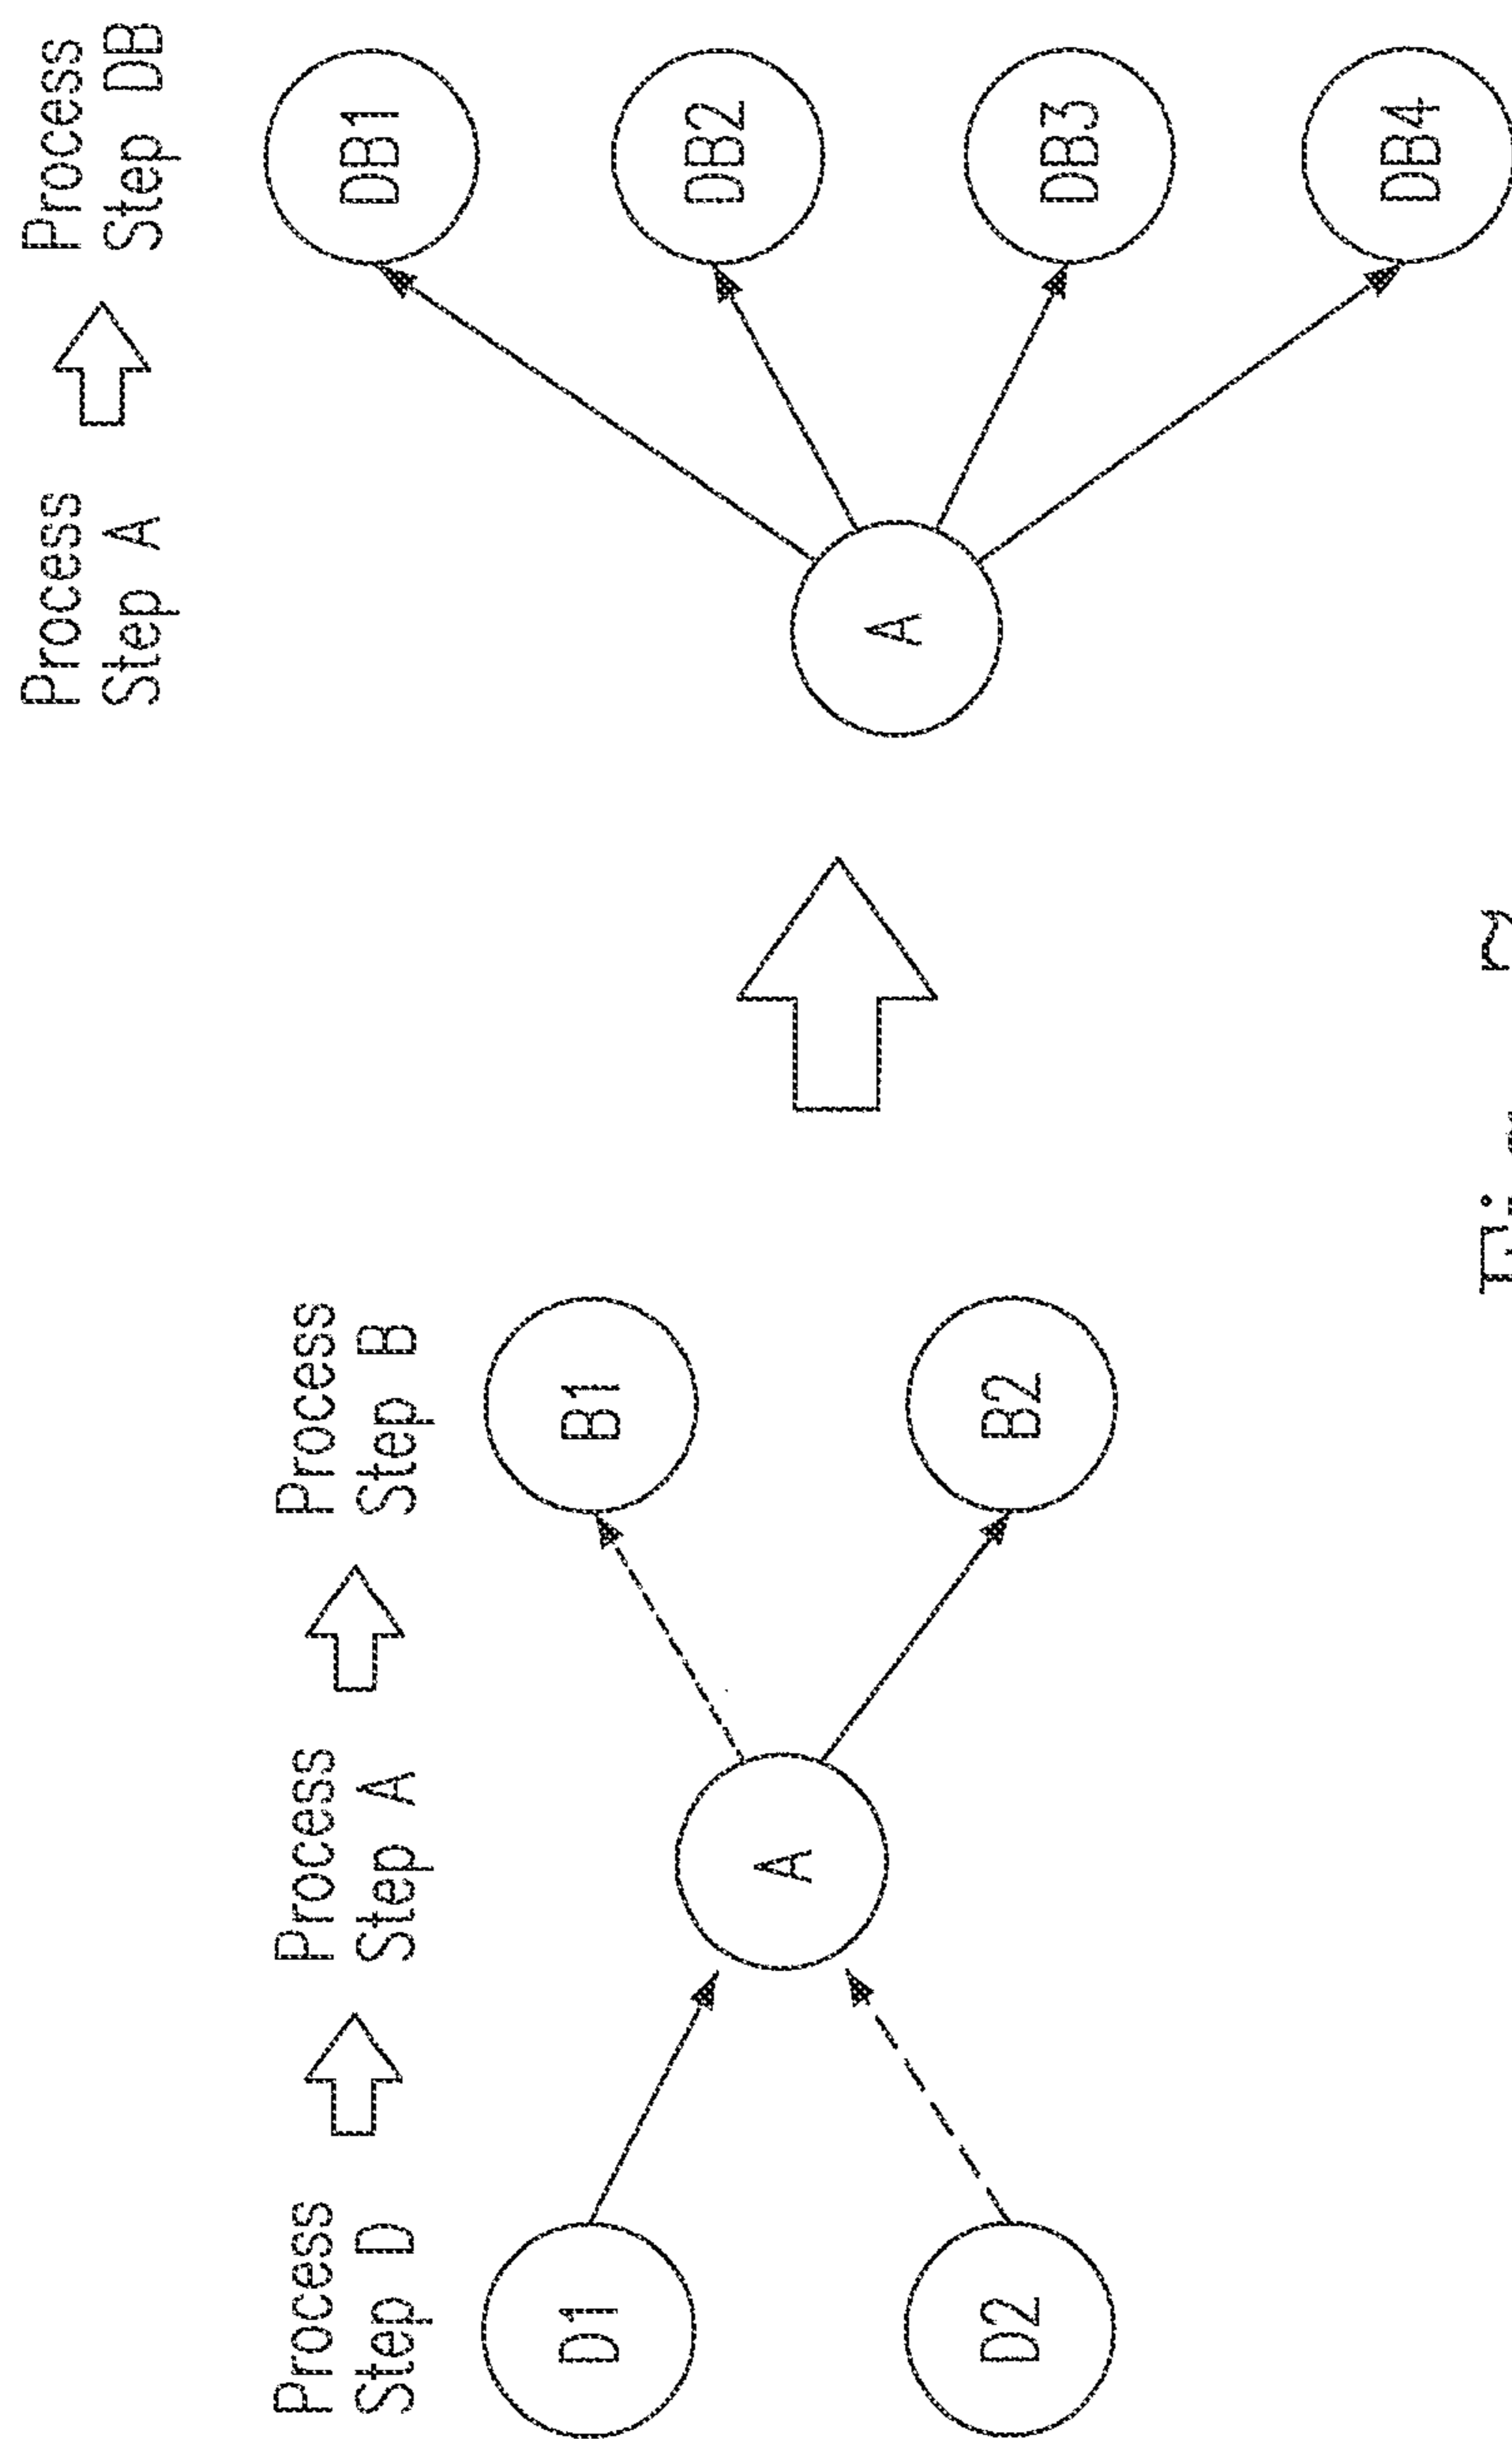 Process
Step D
Process
Step A
Process
Step B
D1
D2
A
B1
B2
Process
Step A
Process
Step DB
A
DB1
DB2
DB3
DB4